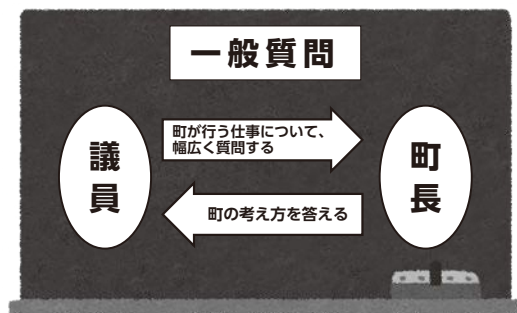 一般質問
町が行う仕事について、
幅広く質問する
議員
町長
町の考え方を答える